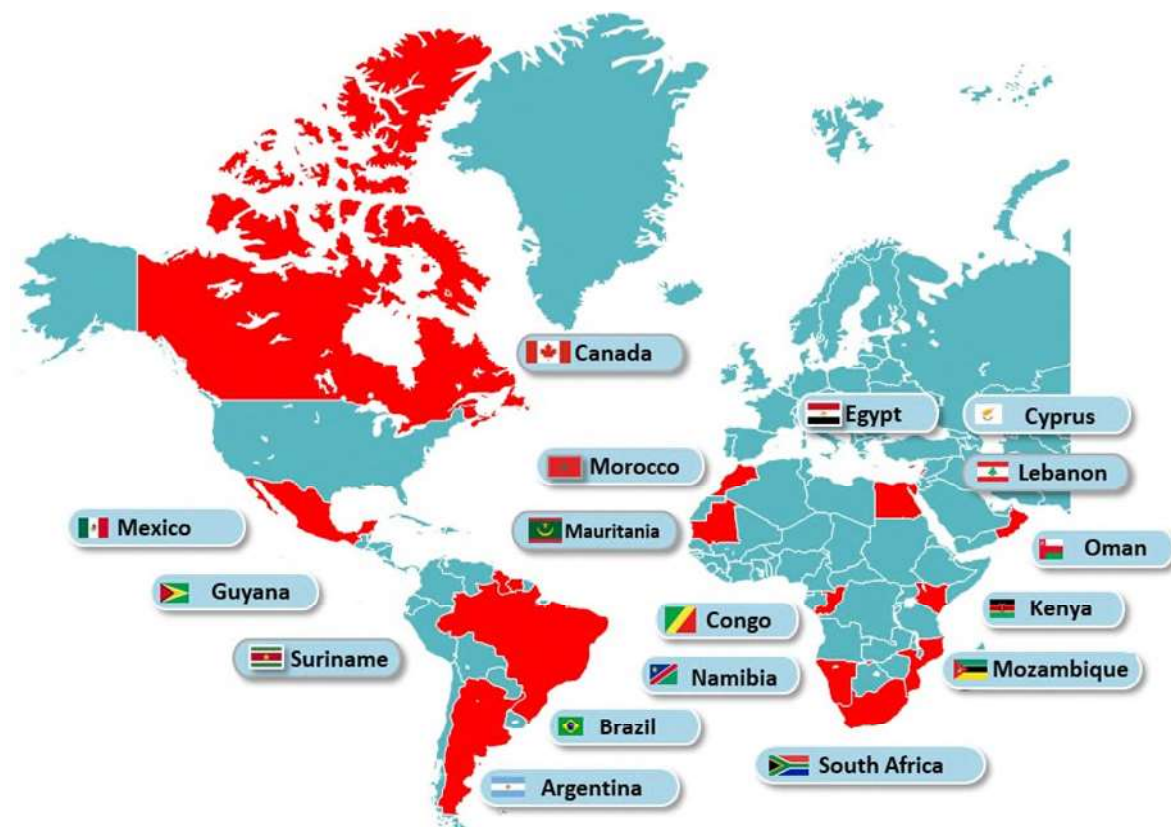 Canada
Egypt
Cyprus
Morocco
Lebanon
Mexico
Mauritania
Oman
Guyana
Congo
Kenya
Suriname
Namibia
Mozambique
Brazil
South Africa
Argentina